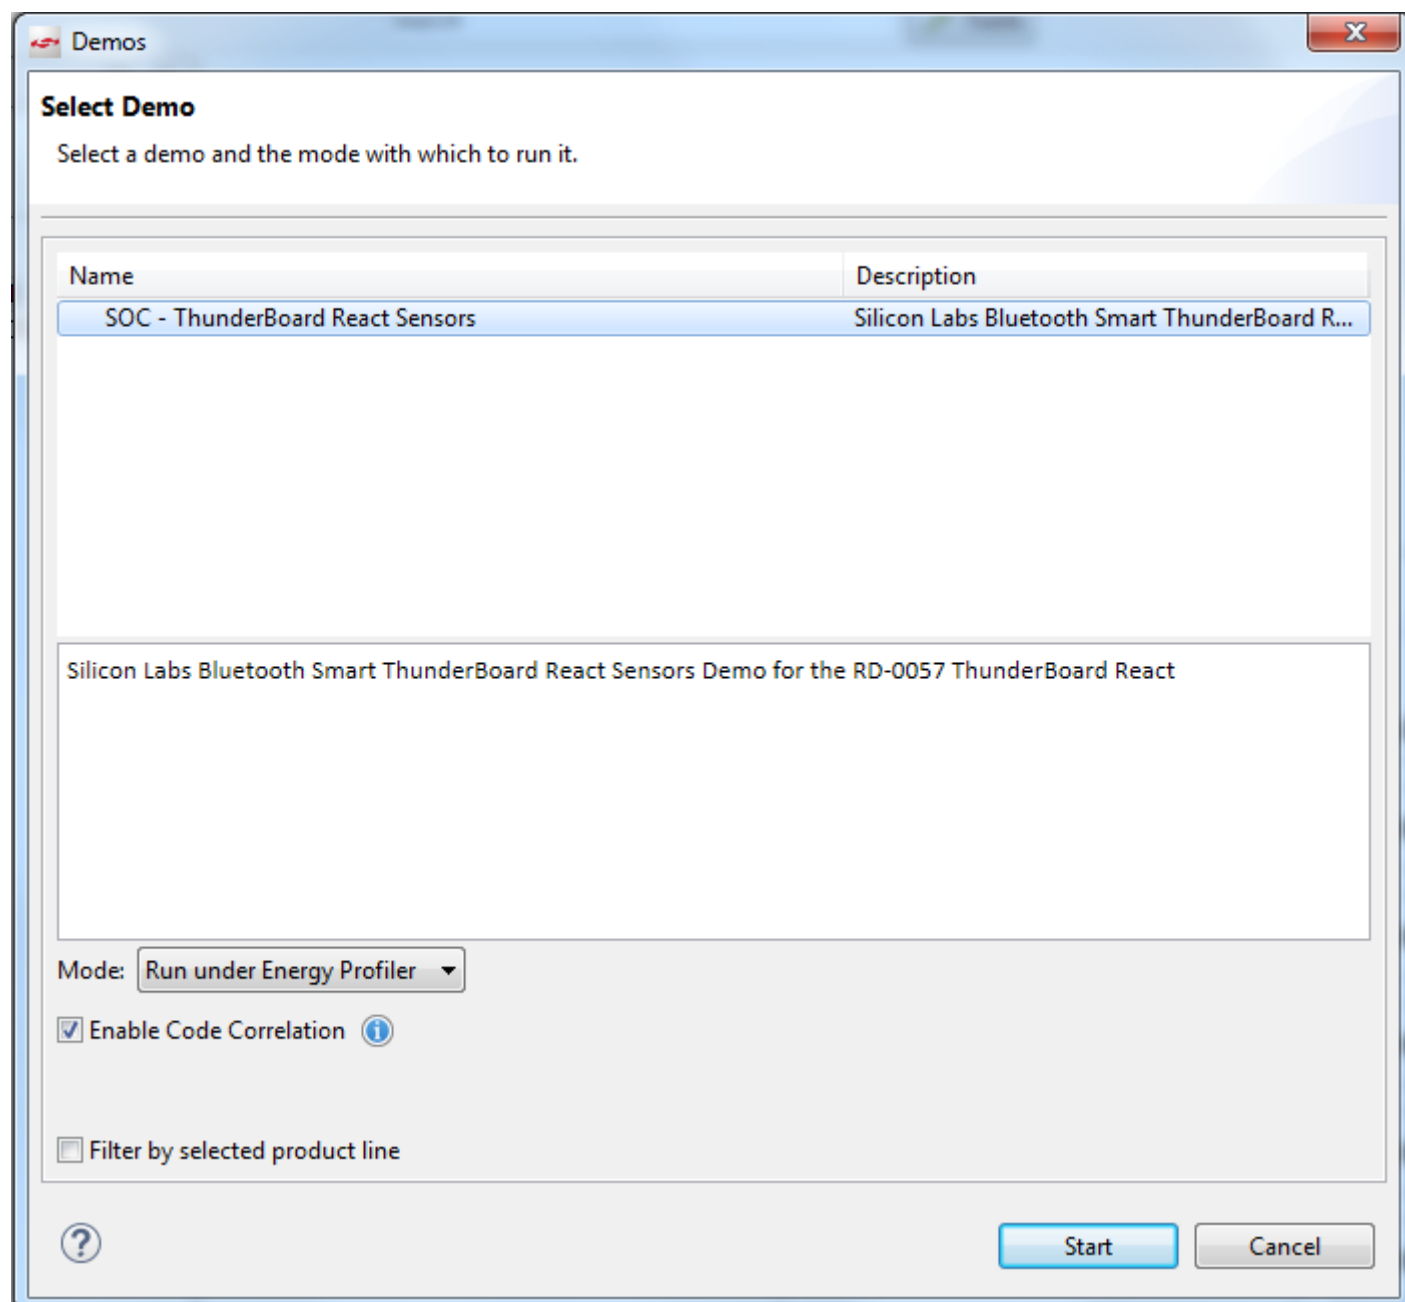 Demos
Select Demo
Select a demo and the mode with which to run it.
Name Description
SOC - ThunderBoard React Sensors Silicon Labs Bluetooth Smart ThunderBoard R...
Silicon Labs Bluetooth Smart ThunderBoard React Sensors Demo for the RD-0057 ThunderBoard React
Mode: Run under Energy Profiler
Enable Code Correlation
Filter by selected product line
Start Cancel